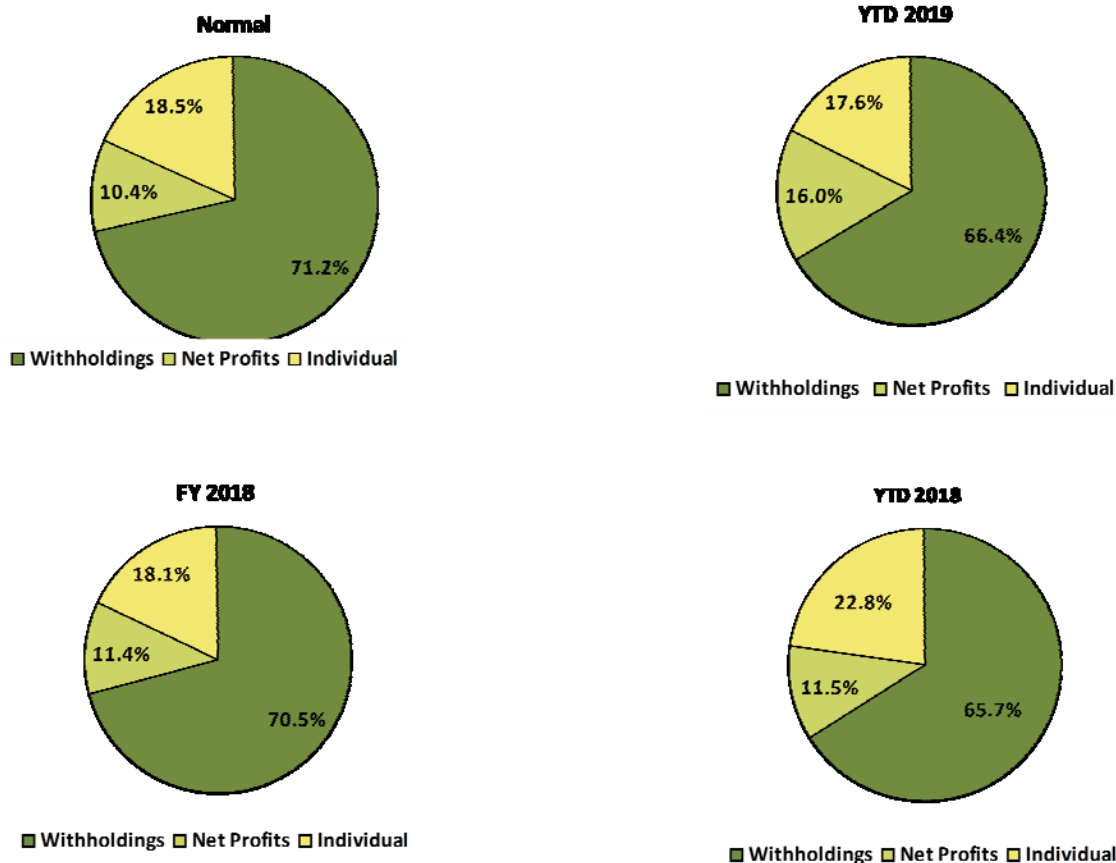 Normal
18.5%
10.4%
71.2%
Withholdings Net Profits Individual
YTD 2019
17.6%
16.0%
66.4%
Withholdings Net Profits Individual
FY 2018
18.1%
11.4%
70.5%
Withholdings Net Profits Individual
YTD 2018
22.8%
11.5%
65.7%
Withholdings Net Profits Individual